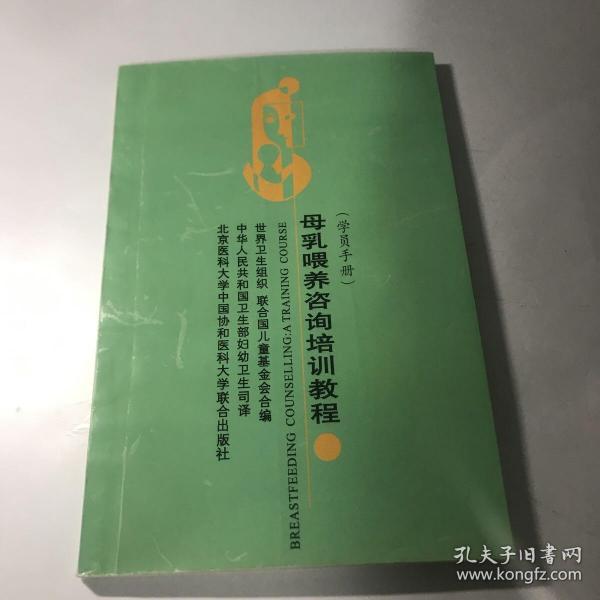 (学员手册)
母乳喂养咨询培训教程
BREASTFEEDING COUNSELLING:A TRAINING COURSE
世界卫生组织 联合国儿童基金会合编
中华人民共和国卫生部妇幼卫生司译
北京医科大学中国协和医科大学联合出版社
孔夫子旧书网
www.kongfz.com